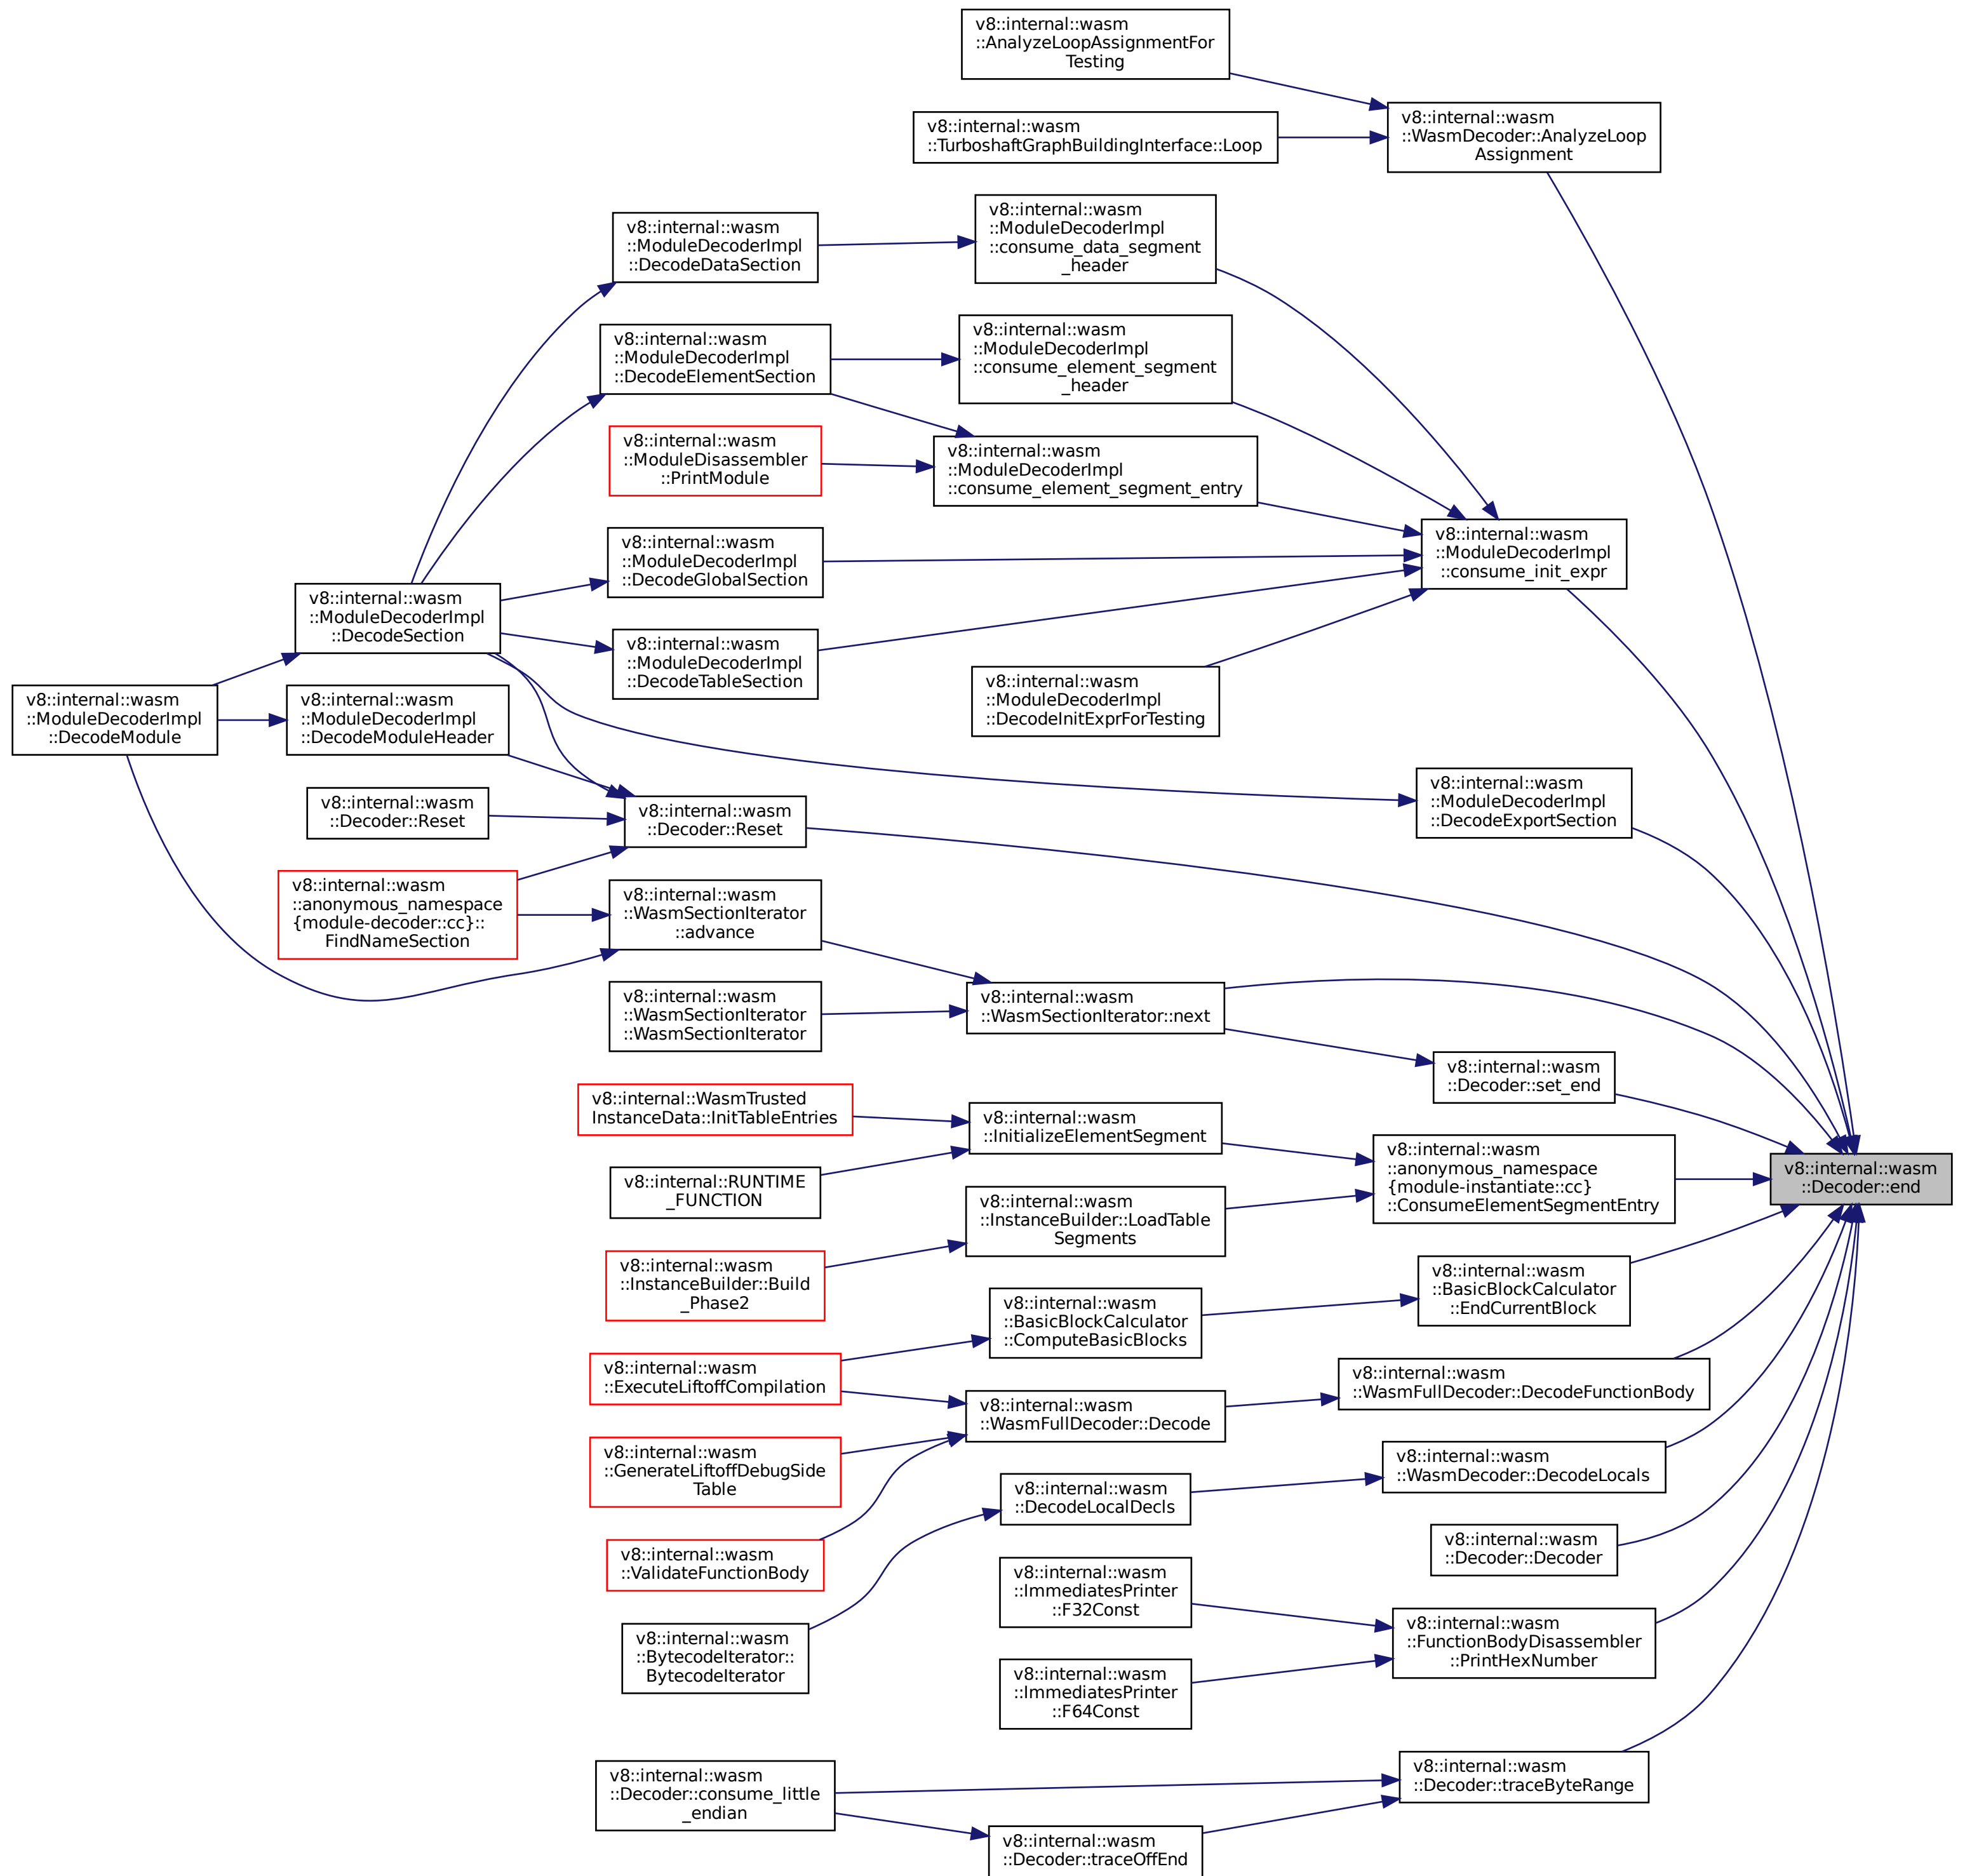 v8::internal::wasm
::AnalyzeLoopAssignmentFor
Testing
v8::internal::wasm
::WasmDecoder::AnalyzeLoop
Assignment
v8::internal::wasm
::TurboshaftGraphBuildingInterface::Loop
v8::internal::wasm
::ModuleDecoderImpl
::consume_data_segment
_header
v8::internal::wasm
::ModuleDecoderImpl
::DecodeDataSection
v8::internal::wasm
::ModuleDecoderImpl
::consume_element_segment
_header
v8::internal::wasm
::ModuleDecoderImpl
::DecodeElementSection
v8::internal::wasm
::ModuleDisassembler
::PrintModule
v8::internal::wasm
::ModuleDecoderImpl
::consume_element_segment_entry
v8::internal::wasm
::ModuleDecoderImpl
::consume_init_expr
v8::internal::wasm
::ModuleDecoderImpl
::DecodeGlobalSection
v8::internal::wasm
::ModuleDecoderImpl
::DecodeSection
v8::internal::wasm
::ModuleDecoderImpl
::DecodeTableSection
v8::internal::wasm
::ModuleDecoderImpl
::DecodeInitExprForTesting
v8::internal::wasm
::ModuleDecoderImpl
::DecodeModule
v8::internal::wasm
::ModuleDecoderImpl
::DecodeModuleHeader
v8::internal::wasm
::ModuleDecoderImpl
::DecodeExportSection
v8::internal::wasm
::Decoder::Reset
v8::internal::wasm
::Decoder::Reset
v8::internal::wasm
::anonymous_namespace
{module-decoder::cc}::
FindNameSection
v8::internal::wasm
::WasmSectionIterator
::advance
v8::internal::wasm
::WasmSectionIterator
::WasmSectionIterator
v8::internal::wasm
::WasmSectionIterator::next
v8::internal::wasm
::Decoder::set_end
v8::internal::WasmTrusted
InstanceData::InitTableEntries
v8::internal::wasm
::InitializeElementSegment
v8::internal::wasm
::anonymous_namespace
{module-instantiate::cc}
::ConsumeElementSegmentEntry
v8::internal::wasm
::Decoder::end
v8::internal::RUNTIME
_FUNCTION
v8::internal::wasm
::InstanceBuilder::LoadTable
Segments
v8::internal::wasm
::InstanceBuilder::Build
_Phase2
v8::internal::wasm
::BasicBlockCalculator
::EndCurrentBlock
v8::internal::wasm
::BasicBlockCalculator
::ComputeBasicBlocks
v8::internal::wasm
::ExecuteLiftoffCompilation
v8::internal::wasm
::WasmFullDecoder::DecodeFunctionBody
v8::internal::wasm
::WasmFullDecoder::Decode
v8::internal::wasm
::GenerateLiftoffDebugSide
Table
v8::internal::wasm
::WasmDecoder::DecodeLocals
v8::internal::wasm
::DecodeLocalDecls
v8::internal::wasm
::ValidateFunctionBody
v8::internal::wasm
::Decoder::Decoder
v8::internal::wasm
::ImmediatesPrinter
::F32Const
v8::internal::wasm
::BytecodeIterator::
BytecodeIterator
v8::internal::wasm
::FunctionBodyDisassembler
::PrintHexNumber
v8::internal::wasm
::ImmediatesPrinter
::F64Const
v8::internal::wasm
::Decoder::consume_little
_endian
v8::internal::wasm
::Decoder::traceByteRange
v8::internal::wasm
::Decoder::traceOffEnd